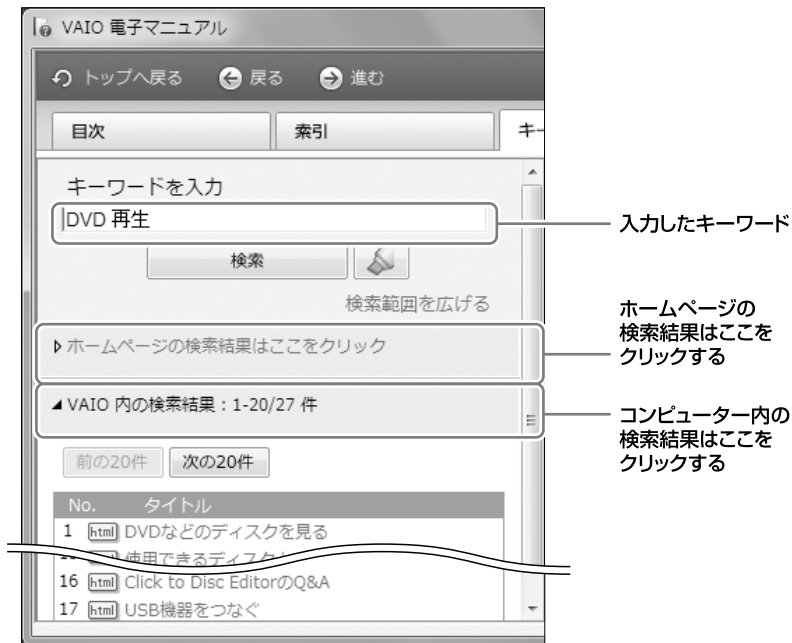 VAIO 電子マニュアル
トップへ戻る 戻る 進む
目次 索引 キー
キーワードを入力
DVD 再生
検索
検索範囲を広げる
ホームページの検索結果はここをクリック
VAIO 内の検索結果:1-20/27 件
前の20件 次の20件
No. タイトル
1 html DVDなどのディスクを見る
使用できるディスク
16 html Click to Disc EditorのQ&A
17 html USB機器をつなぐ
入力したキーワード
ホームページの
検索結果はここを
クリックする
コンピューター内の
検索結果はここを
クリックする